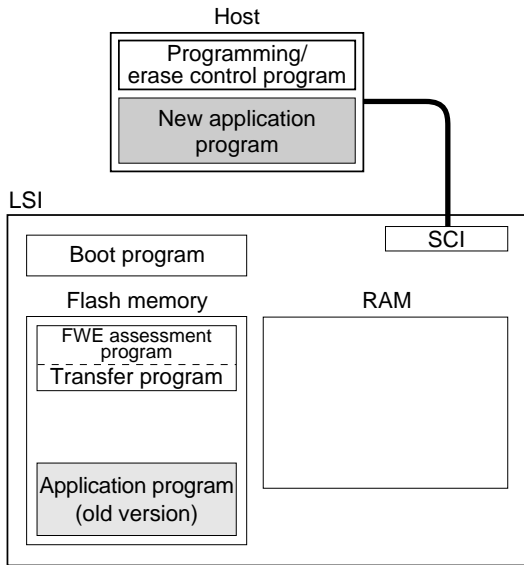 Host
Programming/
erase control program
New application
program
LSI
SCI
Boot program
Flash memory
RAM
FWE assessment
program
Transfer program
Application program
(old version)